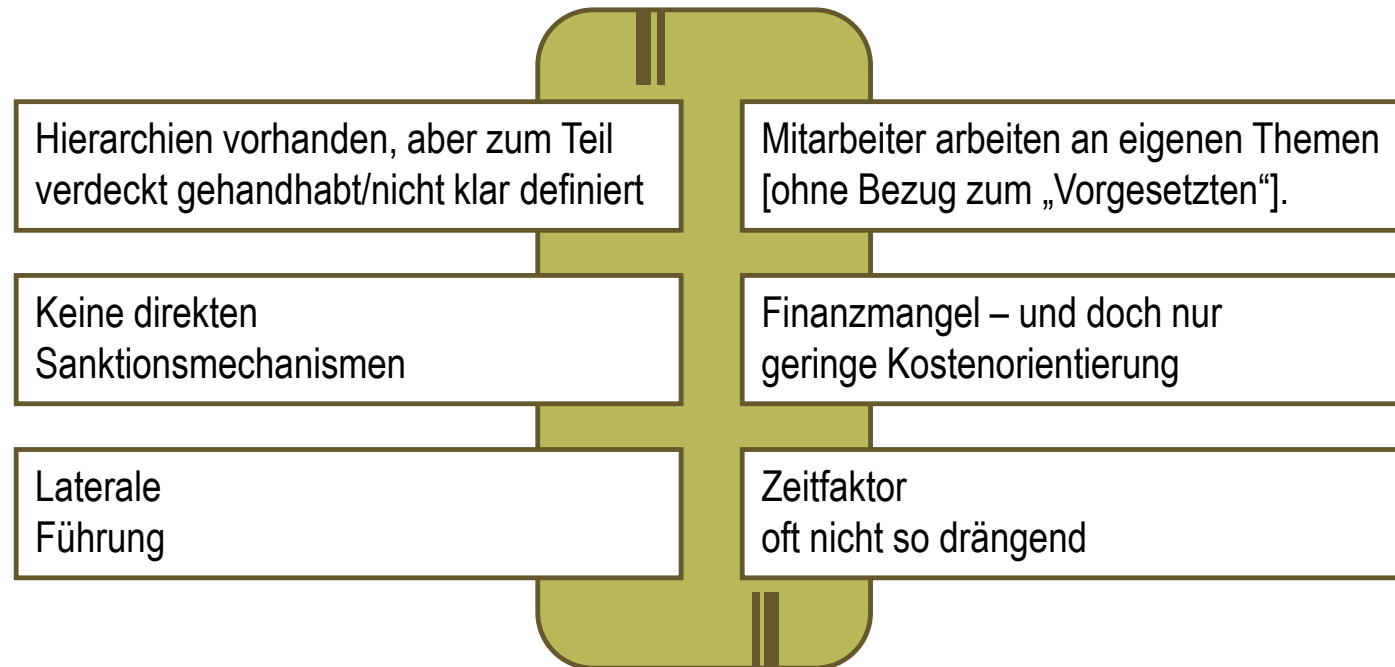 Hierarchien vorhanden, aber zum Teil
verdeckt gehandhabt/nicht klar definiert
Mitarbeiter arbeiten an eigenen Themen
[ohne Bezug zum „Vorgesetzten“].
Keine direkten
Sanktionsmechanismen
Finanzmangel – und doch nur
geringe Kostenorientierung
Laterale
Führung
Zeitfaktor
oft nicht so drängend